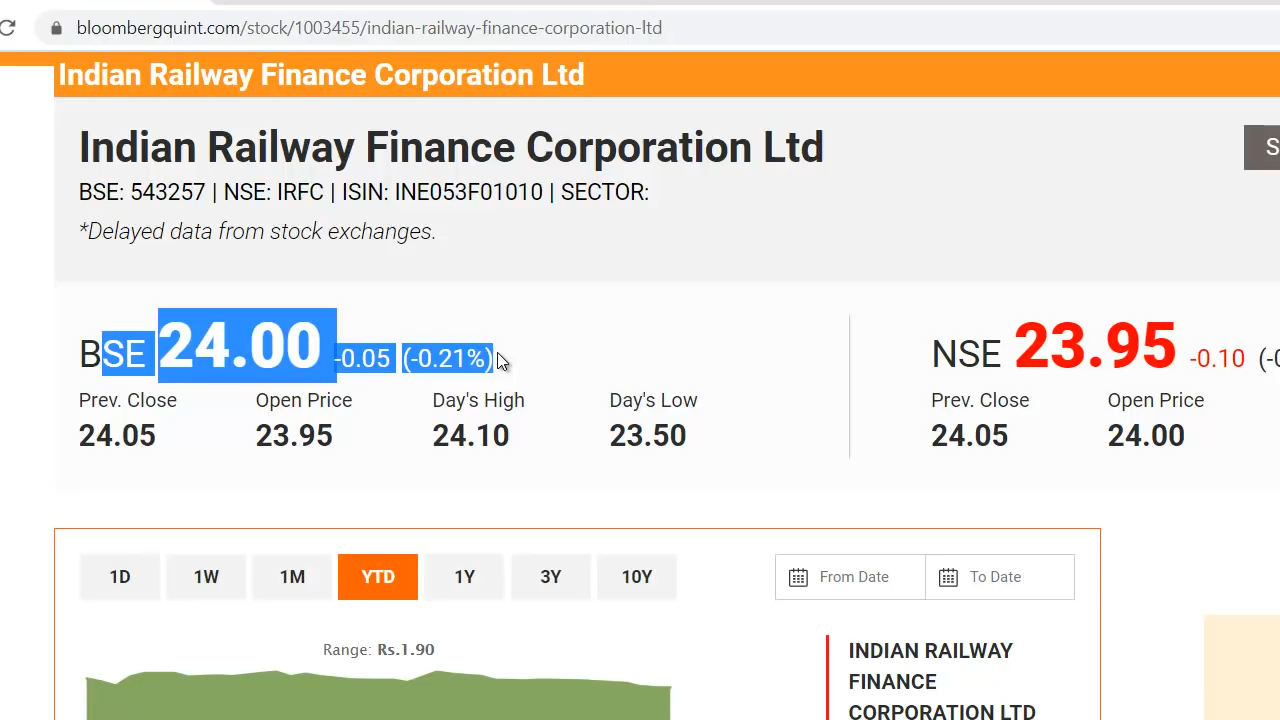 bloombergquint.com/stock/1003455/indian-railway-finance-corporation-ltd
Indian Railway Finance Corporation Ltd
Indian Railway Finance Corporation Ltd
S
BSE: 543257 | NSE: IRFC | ISIN: INE053F01010 | SECTOR:
*Delayed data from stock exchanges.
BSE 24.00 -0.05 (-0.21%)
Prev. Close Open Price Day's High Day's Low
24.05 23.95 24.10 23.50
NSE 23.95 -0.10 (-0
Prev. Close Open Price
24.05 24.00
1D 1W 1M YTD 1Y 3Y 10Y
From Date To Date
Range: Rs.1.90
INDIAN RAILWAY
FINANCE
CORPORATION LTD